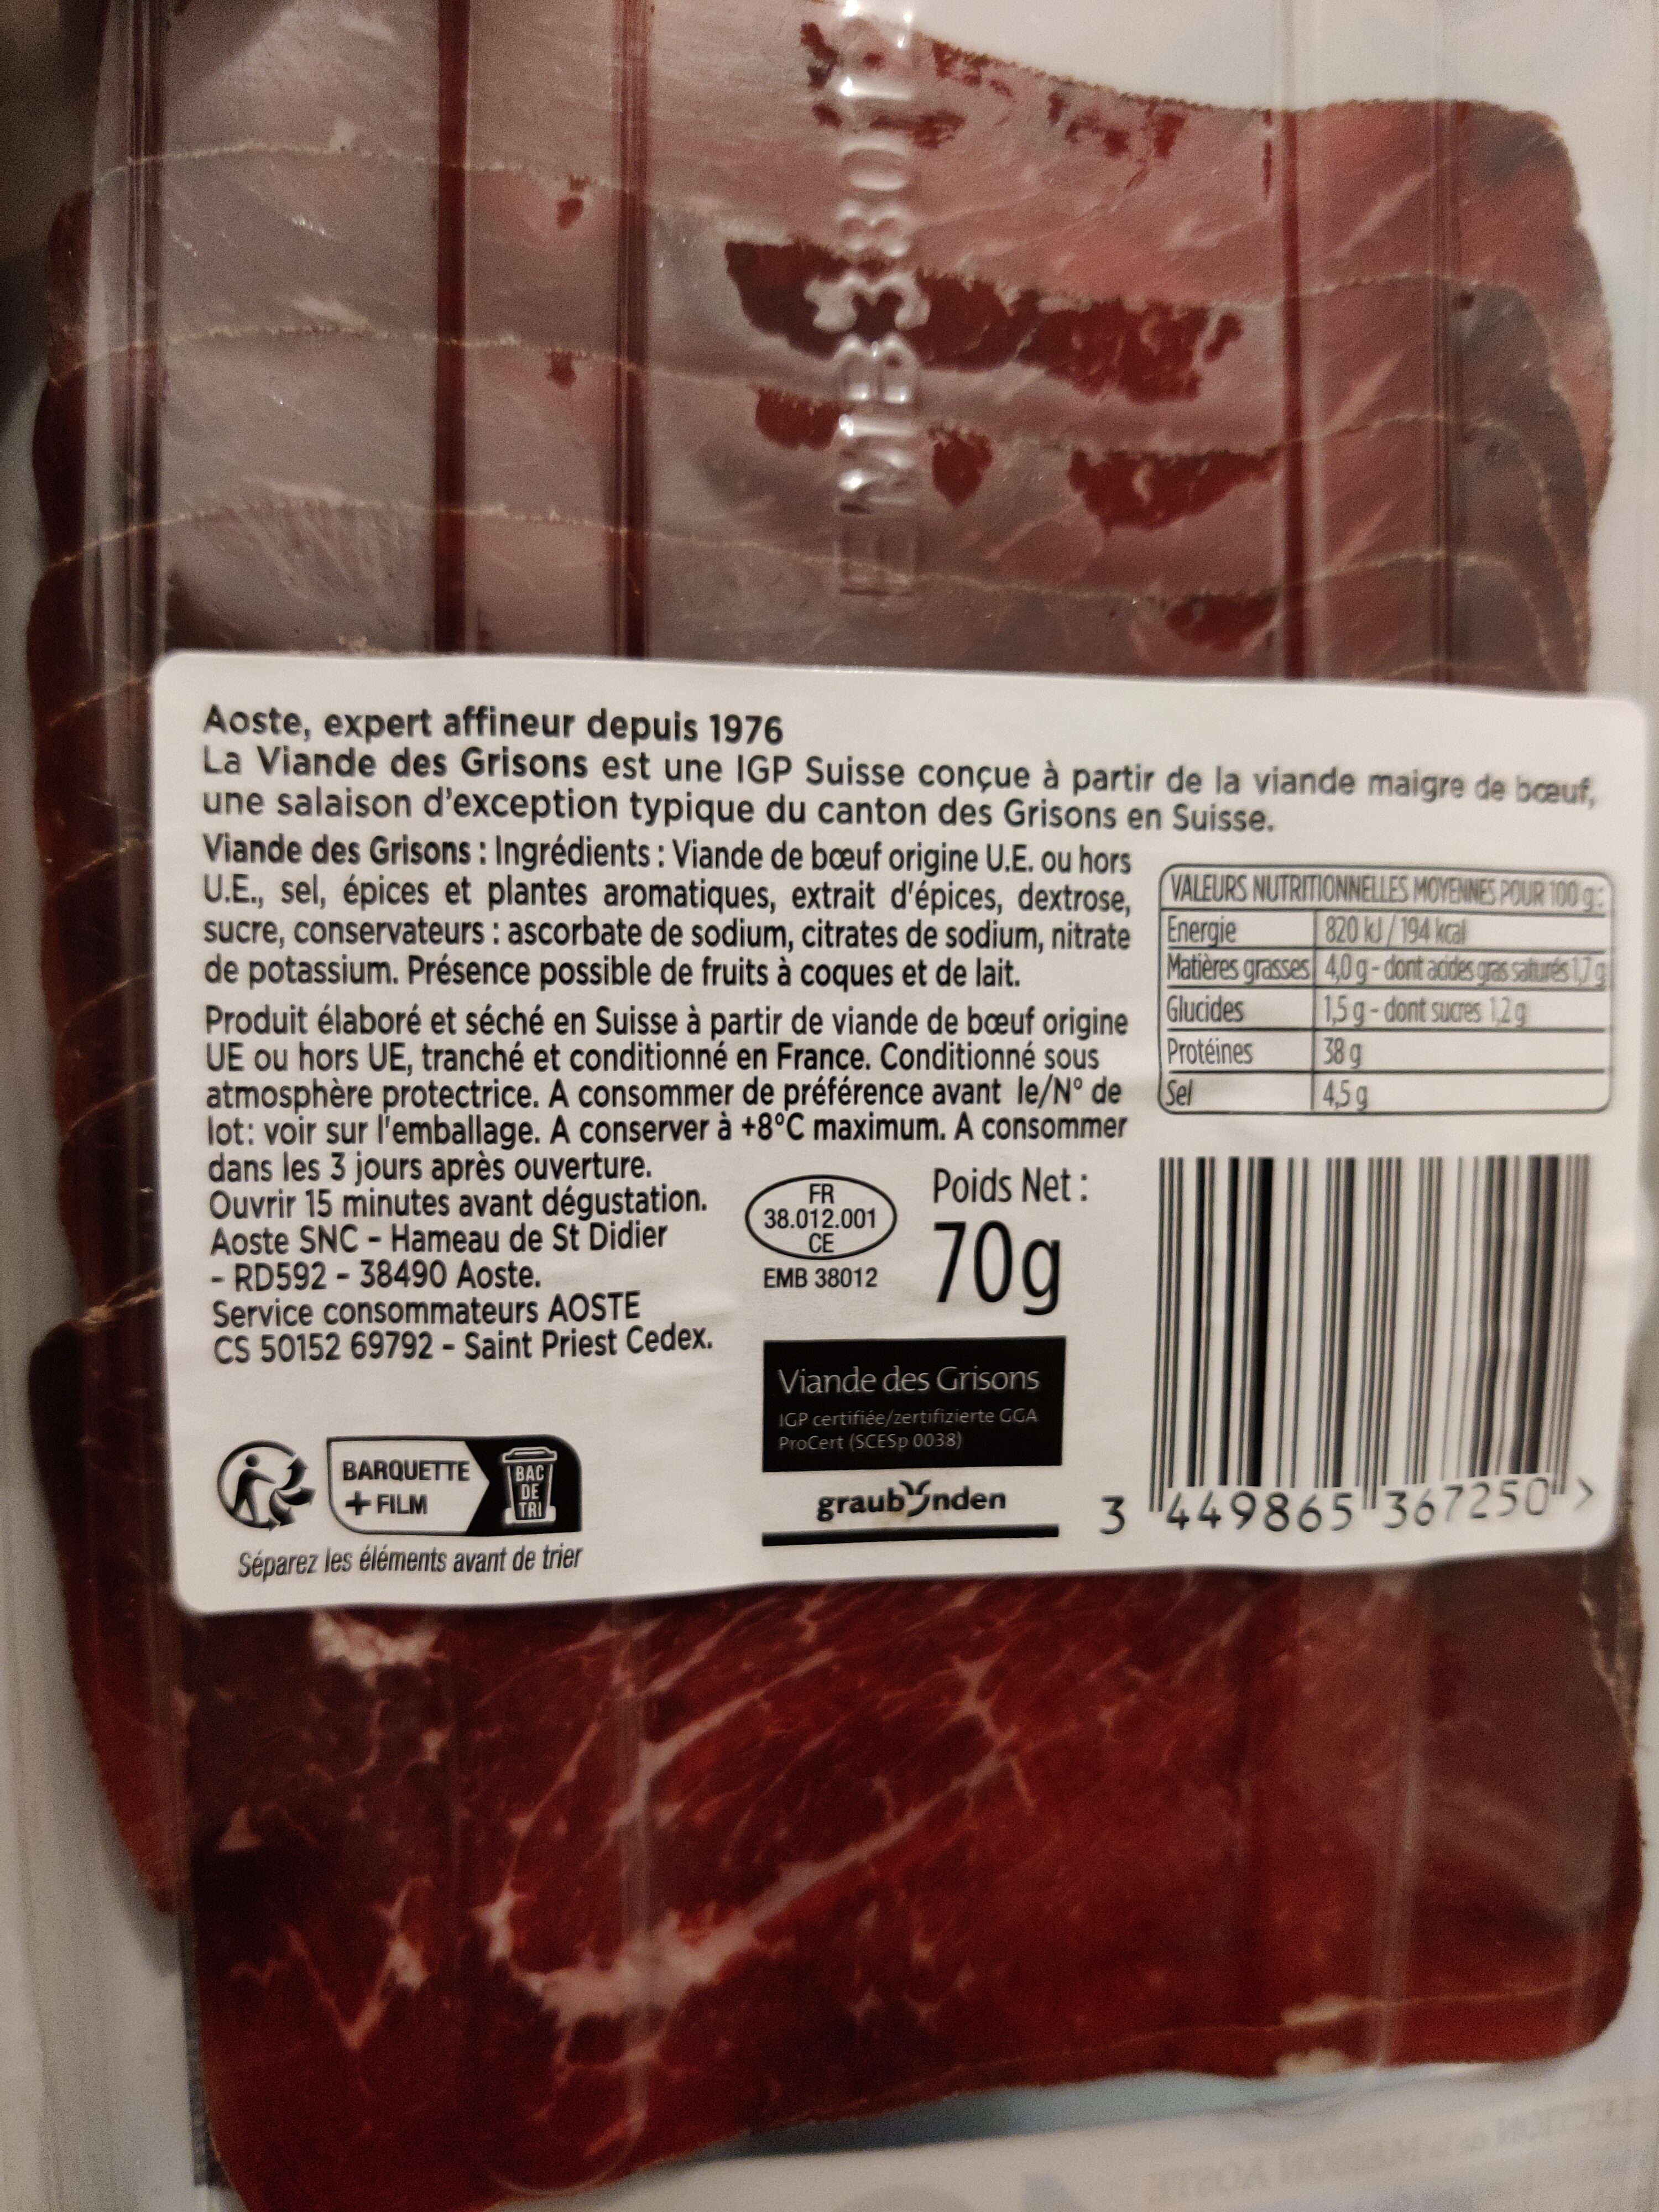 Aoste, expert affineur depuis 1976
La Viande des Grisons est une IGP Suisse conçue à partir de la viande maigre de bœuf,
une salaison d'exception typique du canton des Grisons en Suisse.
Viande des Grisons : Ingrédients : Viande de bœuf origine U.E. ou hors
U.E., sel, épices et plantes aromatiques, extrait d'épices, dextrose,
sucre, conservateurs : ascorbate de sodium, citrates de sodium, nitrate
de potassium. Présence possible de fruits à coques et de lait.
Produit élaboré et séché en Suisse à partir de viande de bœuf origine
UE ou hors UE, tranché et conditionné en France. Conditionné sous
atmosphère protectrice. A consommer de préférence avant le/N° de
lot: voir sur l'emballage. A conserver à +8°C maximum. A consommer
dans les 3 jours après ouverture.
Ouvrir 15 minutes avant dégustation.
Aoste SNC - Hameau de St Didier
- RD592 - 38490 Aoste.
Service consommateurs AOSTE
CS 50152 69792 - Saint Priest Cedex.
VALEURS NUTRITIONNELLES MOYENNES POUR 100 g :
Energie 820 kJ / 194 kcal
Matières grasses 4,0 g - dont acides gras saturés 1,7 g
Glucides 1,5 g - dont sucres 1,2 g
Protéines 38 g
Sel 4,5 g
FR
38.012.001
CE
EMB 38012
Poids Net :
70g
Viande des Grisons
IGP certifiée/zertifizierte GGA
ProCert (SCESp 0038)
graubünden
BARQUETTE
+ FILM
BAC
DE
TRI
Séparez les éléments avant de trier
3 449865 367250 >